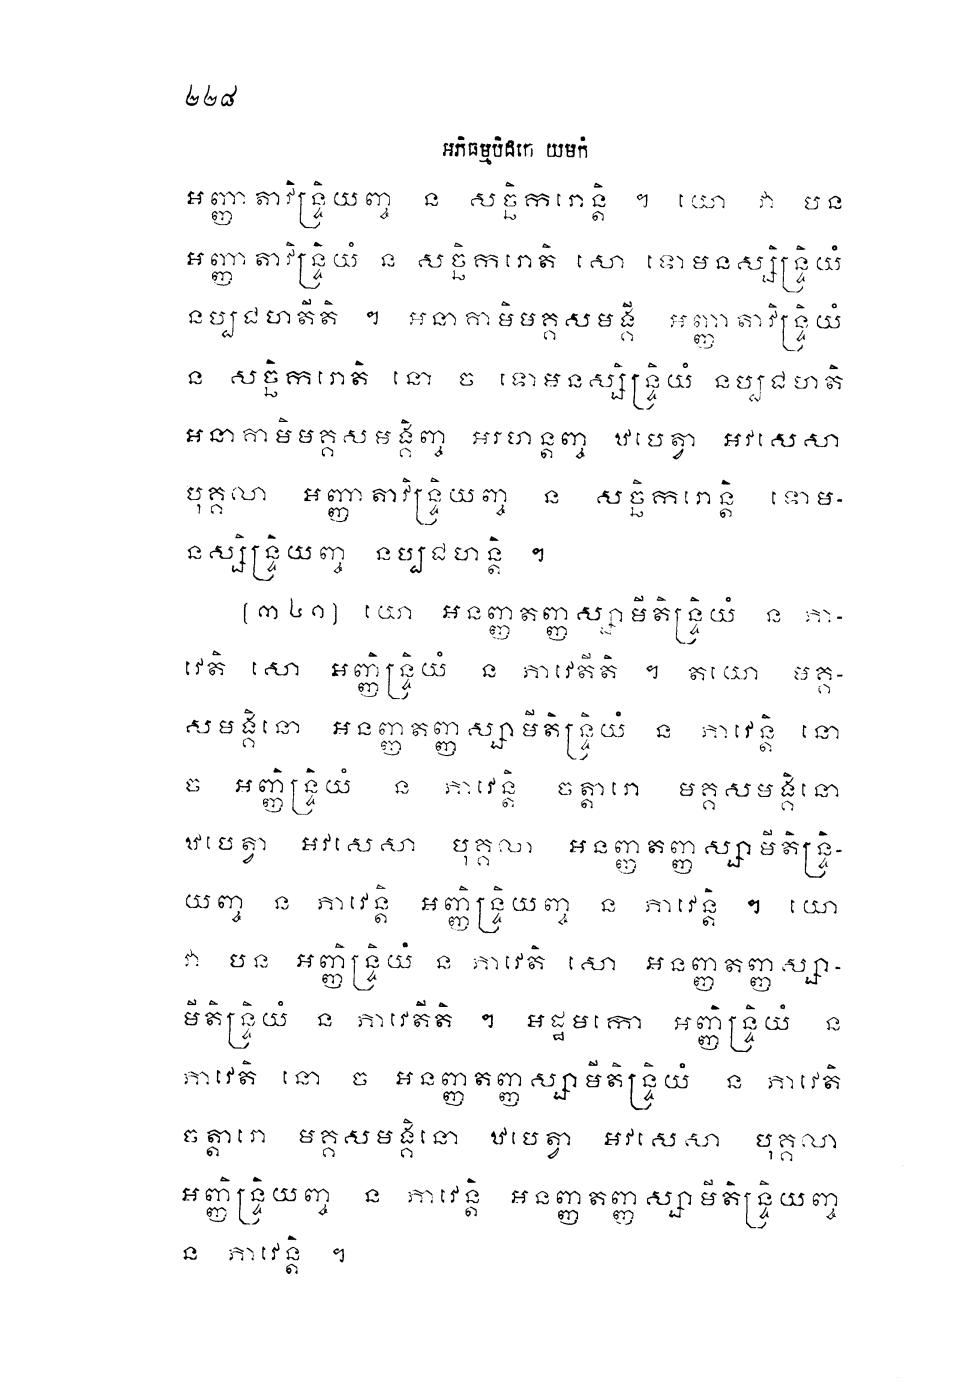 ២២៨
អភិធម្មបិដកេ យមកំ
អញ្ញាតាវិន្ទ្រិយញ្ច ន សច្ឆិករោន្តិ ។ យោ វា បន
អញ្ញាតាវិន្ទ្រិយំ ន សច្ឆិករោតិ សោ ទោមនស្សិន្ទ្រិយំ
នប្បជហតីតិ ។ អនាគាមិមគ្គសមង្គី អញ្ញាតាវិន្ទ្រិយំ
ន សច្ឆិករោតិ នោ ច ទោមនស្សិន្ទ្រិយំ នប្បជហតិ
អនាគាមិមគ្គសមង្គិញ្ច អរហន្តញ្ច ឋបេត្វា អវសេសា
បុគ្គលា អញ្ញាតាវិន្ទ្រិយញ្ច ន សច្ឆិករោន្តិ ទោម-
នស្សិន្ទ្រិយញ្ច នប្បជហន្តិ ។
[៣៤១] យោ អនញ្ញតញ្ញស្សាមីតិន្ទ្រិយំ ន ភា-
វេតិ សោ អញ្ញិន្ទ្រិយំ ន ភាវេតីតិ ។ តយោ មគ្គ-
សមង្គិនោ អនញ្ញតញ្ញស្សាមីតិន្ទ្រិយំ ន ភាវេន្តិ នោ
ច អញ្ញិន្ទ្រិយំ ន ភាវេន្តិ ចត្តារោ មគ្គសមង្គិនោ
ឋបេត្វា អវសេសា បុគ្គលា អនញ្ញតញ្ញស្សាមីតិន្ទ្រិ-
យញ្ច ន ភាវេន្តិ អញ្ញិន្ទ្រិយញ្ច ន ភាវេន្តិ ។ យោ
វា បន អញ្ញិន្ទ្រិយំ ន ភាវេតិ សោ អនញ្ញតញ្ញស្សា-
មីតិន្ទ្រិយំ ន ភាវេតីតិ ។ អដ្ឋមកោ អញ្ញិន្ទ្រិយំ ន
ភាវេតិ នោ ច អនញ្ញតញ្ញស្សាមីតិន្ទ្រិយំ ន ភាវេតិ
ចត្តារោ មគ្គសមង្គិនោ ឋបេត្វា អវសេសា បុគ្គលា
អញ្ញិន្ទ្រិយញ្ច ន ភាវេន្តិ អនញ្ញតញ្ញស្សាមីតិន្ទ្រិយញ្ច
ន ភាវេន្តិ ។